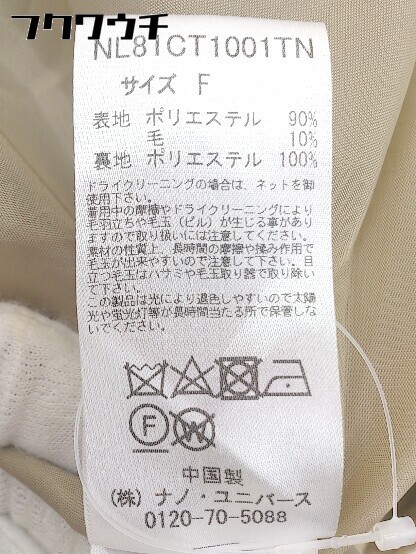 フクワウチ
NL81CT1001TN
サイズ F
表地 ポリエステル 90%
毛 10%
裏地 ポリエステル 100%
ドライクリーニングの場合は、ネットを御
使用下さい。
着用中の摩擦やドライクリーニングにより
毛羽立ちや毛玉(ピル)が生じる事があり
ますので取り扱いには注意してください。
素材の性質上、長時間の摩擦や揉み作用で
毛玉が出来やすいので注意して下さい。目
立つ毛玉はハサミや毛玉取り器で取り除い
て下さい。
この製品は光により退色しやすいので太陽
光や蛍光灯等が長時間当たる所で保管しな
いでください。
F W
中国製
(株) ナノ・ユニバース
0120-70-5088